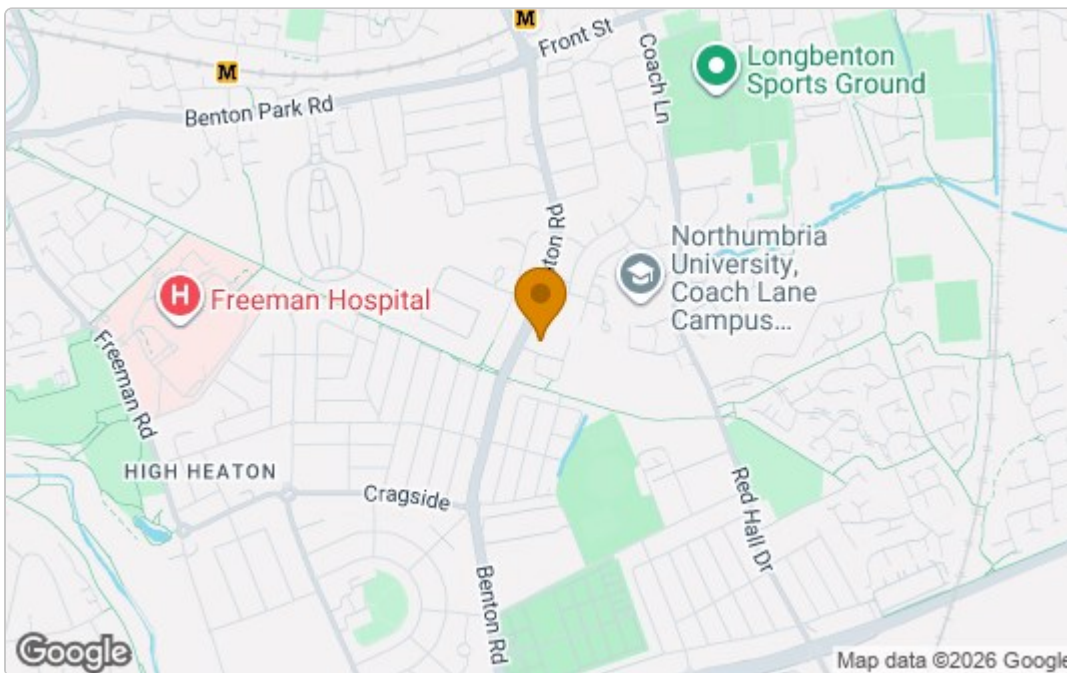 M
Front St
Coach Ln
Longbenton
Sports Ground
M
Benton Park Rd
Northumbria
University,
Coach Lane
Campus...
H
Freeman Hospital
Freeman Rd
HIGH HEATON
Cragside
Red Hall Dr
Benton Rd
Google
Map data ©2026 Google